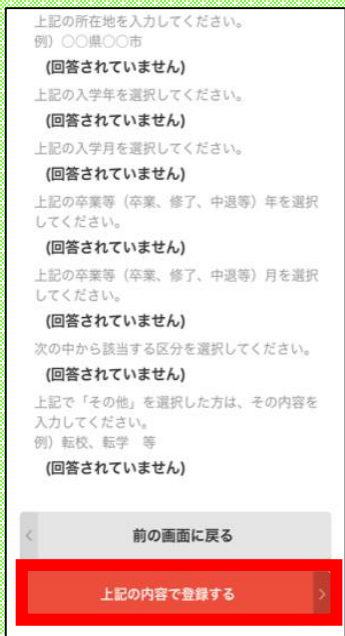 上記の所在地を入力してください。
例）○○県○○市
(回答されていません)
上記の入学年を選択してください。
(回答されていません)
上記の入学月を選択してください。
(回答されていません)
上記の卒業等（卒業、修了、中退等）年を選択
してください。
(回答されていません)
上記の卒業等（卒業、修了、中退等）月を選択
してください。
(回答されていません)
次の中から該当する区分を選択してください。
(回答されていません)
上記で「その他」を選択した方は、その内容を
入力してください。
例）転校、転学　等
(回答されていません)
前の画面に戻る
上記の内容で登録する